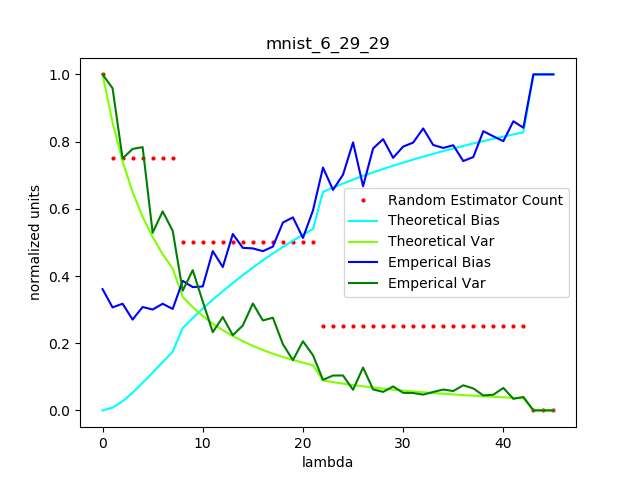 mnist_6_29_29
1.0
0.8
0.6
0.4
0.2
0.0
normalized units
Random Estimator Count
Theoretical Bias
Theoretical Var
Emperical Bias
Emperical Var
0
10
20
30
40
lambda